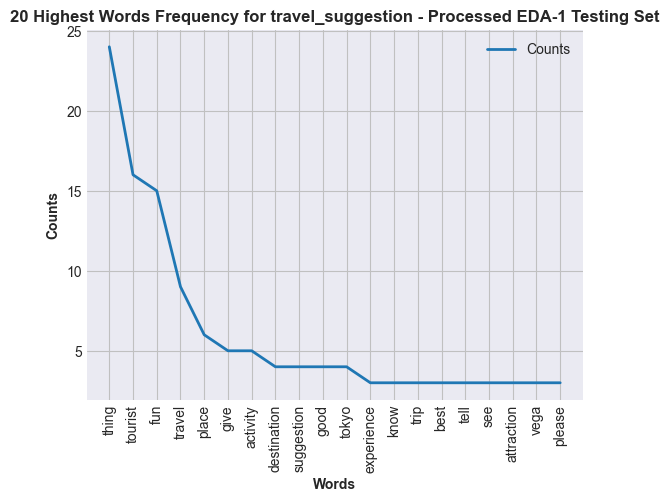 20 Highest Words Frequency for travel_suggestion - Processed EDA-1 Testing Set
Counts
25
20
15
10
5
Counts
thing
tourist
fun
travel
place
give
activity
destination
suggestion
good
tokyo
experience
know
trip
best
tell
see
attraction
vega
please
Words